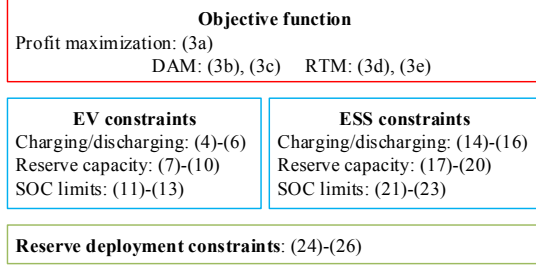 Objective function
Profit maximization: (3a)
DAM: (3b), (3c) RTM: (3d), (3e)
EV constraints
Charging/discharging: (4)-(6)
Reserve capacity: (7)-(10)
SOC limits: (11)-(13)
ESS constraints
Charging/discharging: (14)-(16)
Reserve capacity: (17)-(20)
SOC limits: (21)-(23)
Reserve deployment constraints: (24)-(26)